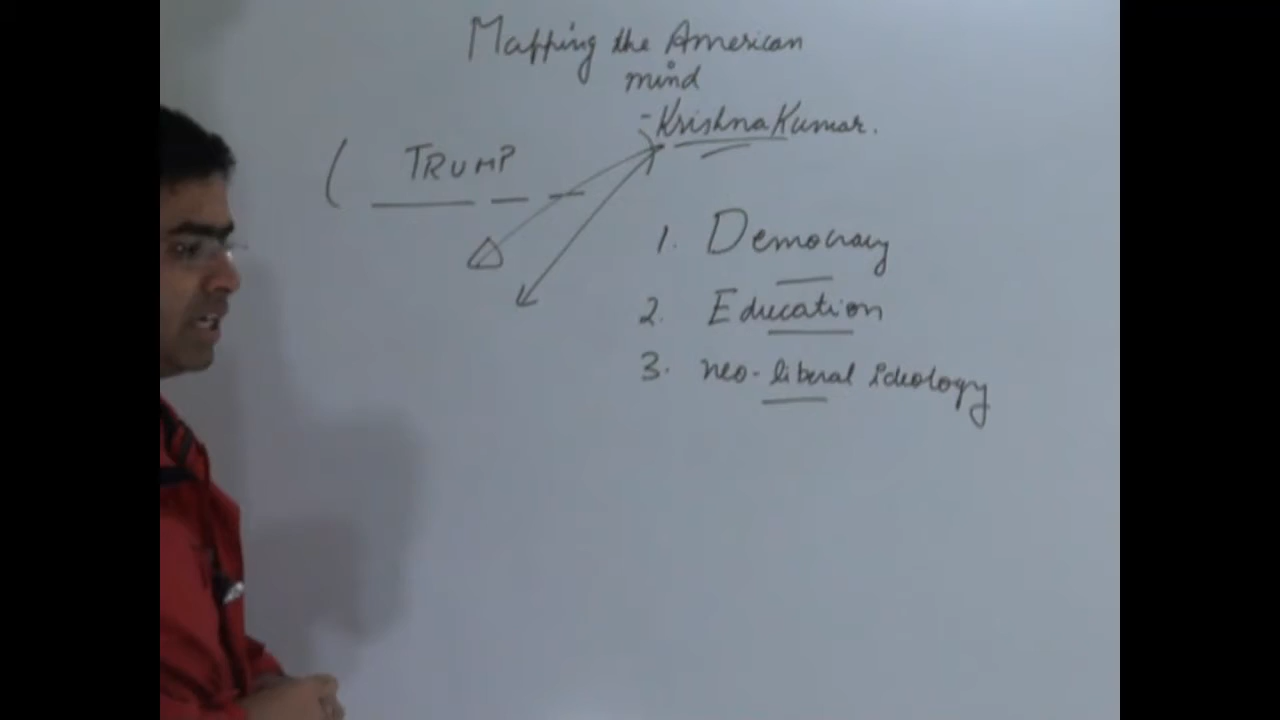 Mapping the American
mind
- Krishna Kumar.
( TRUMP
1. Democracy
2. Education
3. neo-liberal ideology